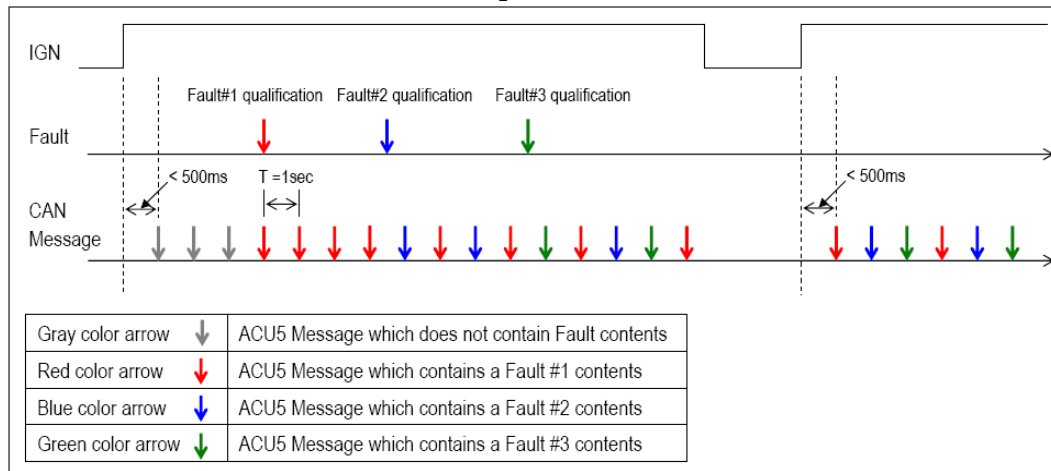 IGN
Fault#1 qualification Fault#2 qualification Fault#3 qualification
Fault
< 500ms T =1sec < 500ms
CAN
Message
Gray color arrow ACU5 Message which does not contain Fault contents
Red color arrow ACU5 Message which contains a Fault #1 contents
Blue color arrow ACU5 Message which contains a Fault #2 contents
Green color arrow ACU5 Message which contains a Fault #3 contents